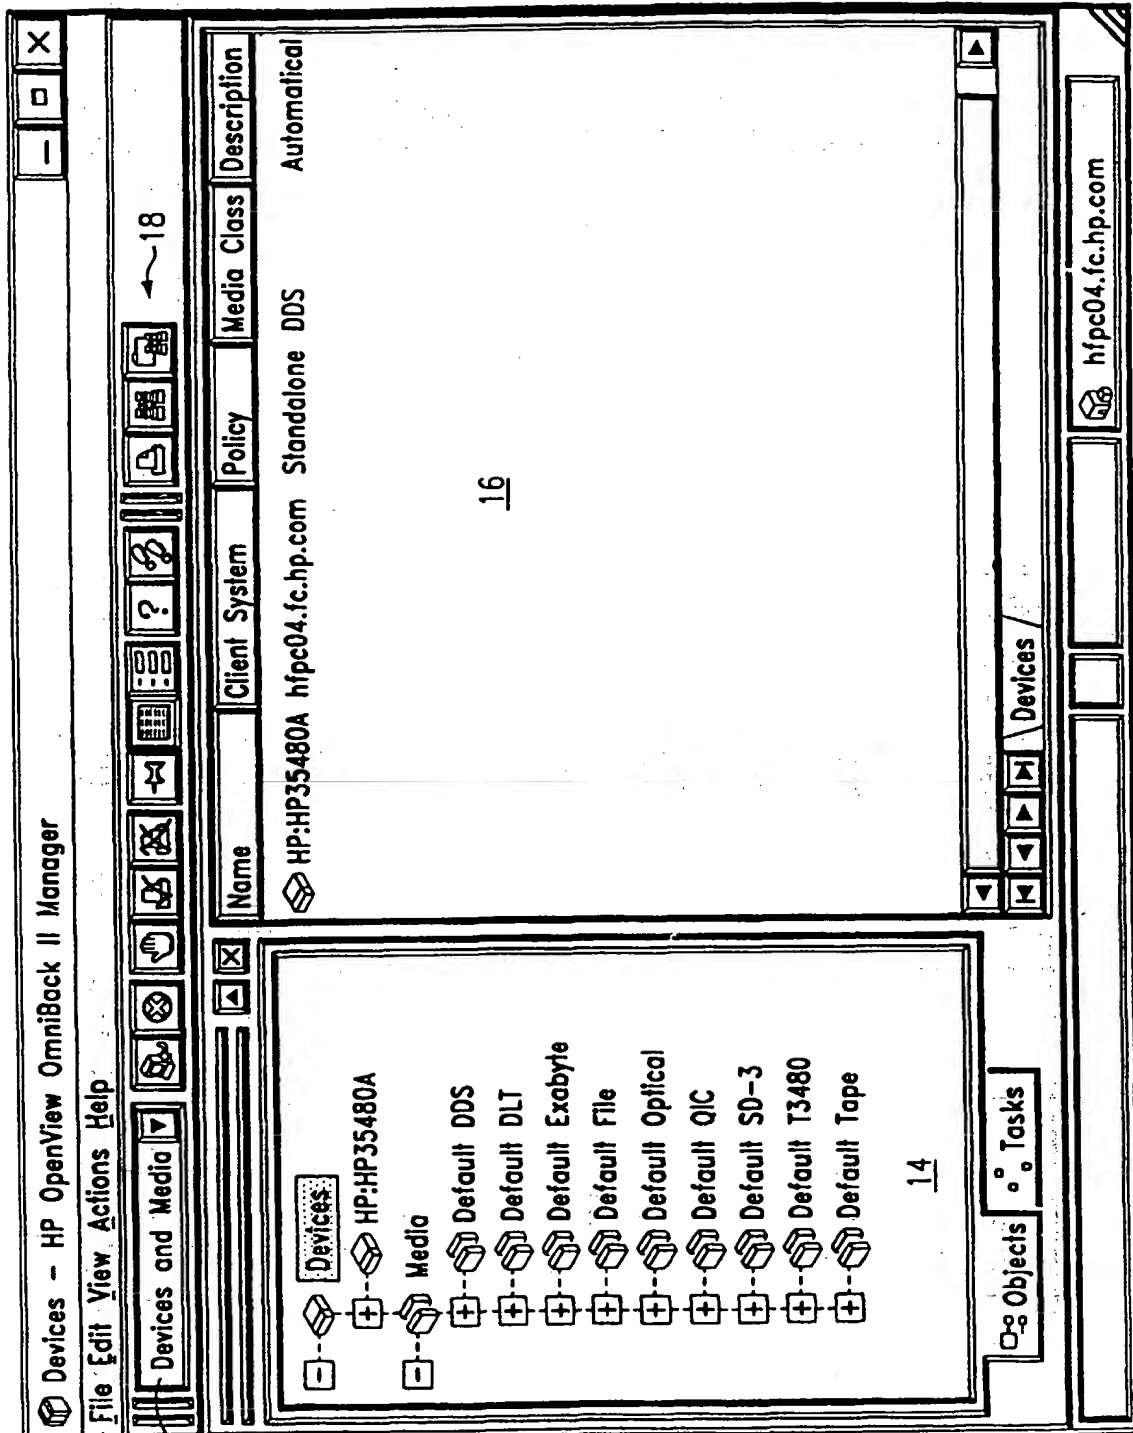 Devices - HP OpenView OmniBack II Manager
File Edit View Actions Help
Devices and Media
?
18
Name Client System Policy Media Class Description
HP:HP35480A hfpc04.fc.hp.com Standalone DDS Automatical
16
Devices
HP:HP35480A
Media
Default DDS
Default DLT
Default Exabyte
Default File
Default Optical
Default QIC
Default SD-3
Default T3480
Default Tape
14
Objects Tasks
Devices
hfpc04.fc.hp.com